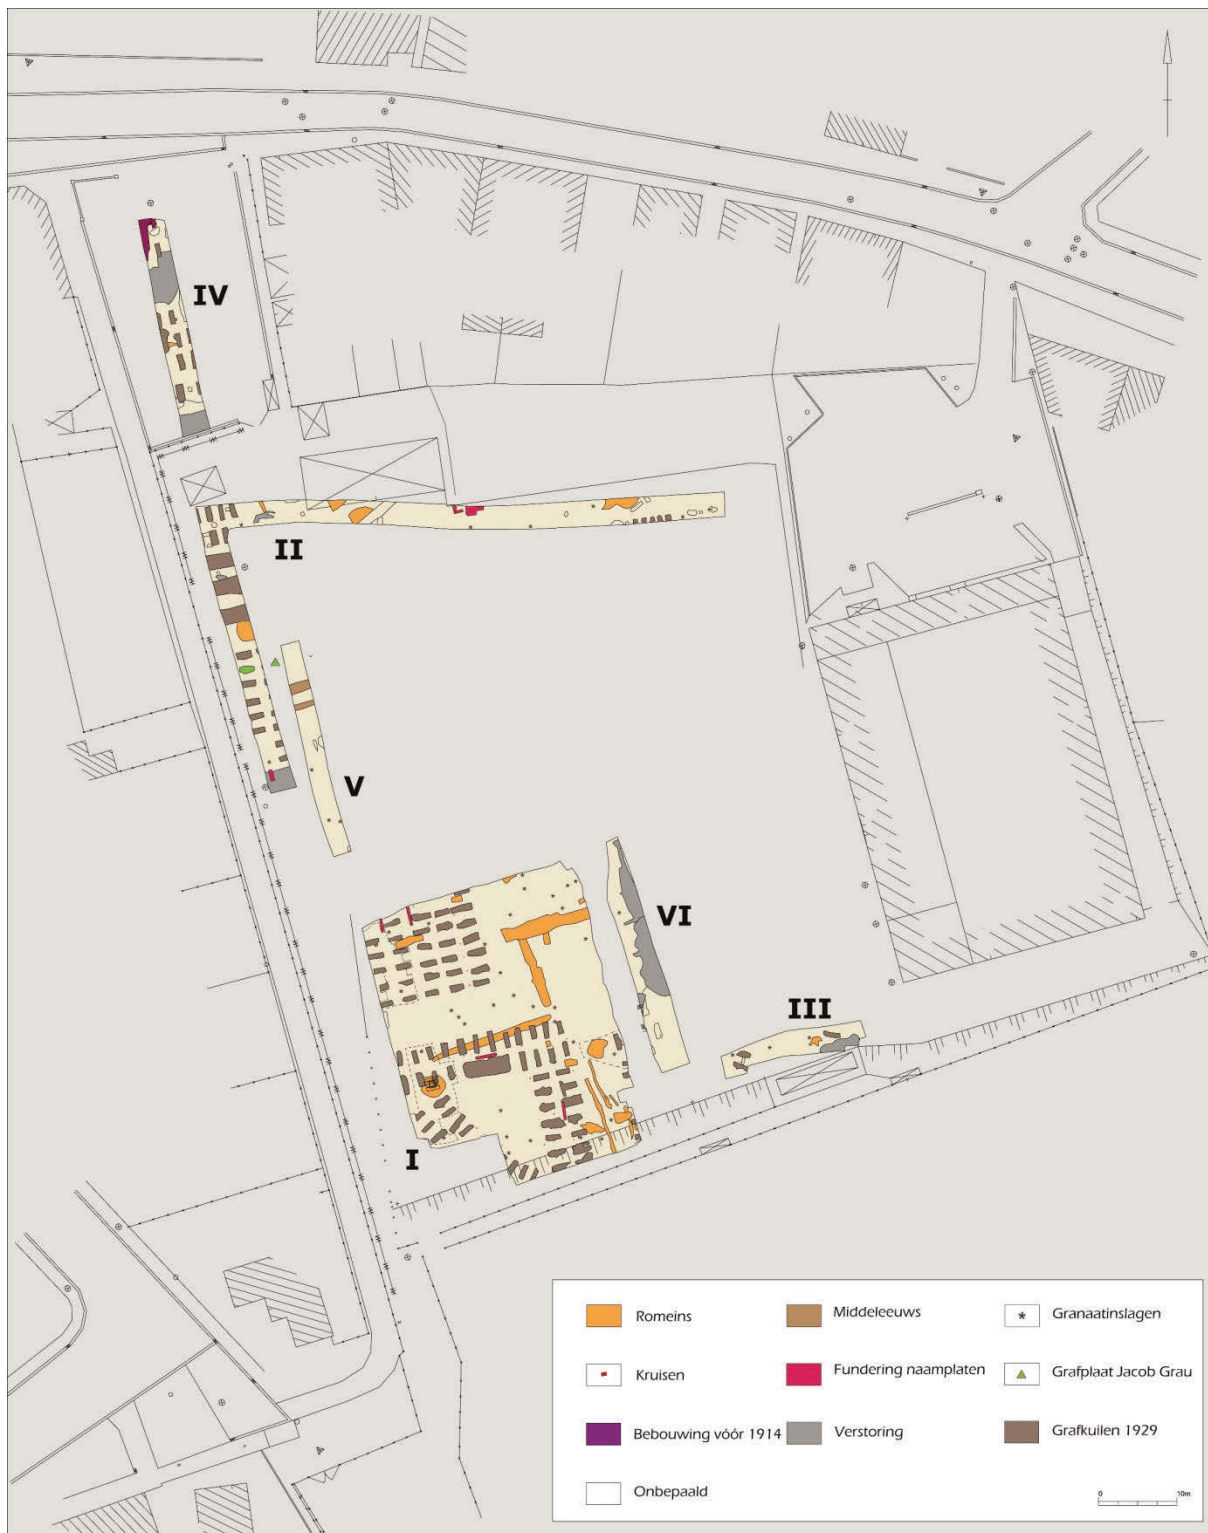 IV
II
V
VI
III
I
Romeins
Middeleeuws
Granaatinslagen
Kruisen
Fundering naamplaten
Grafplaat Jacob Grau
Bebouwing vóór 1914
Verstoring
Grafkuilen 1929
Onbepaald
0 10m